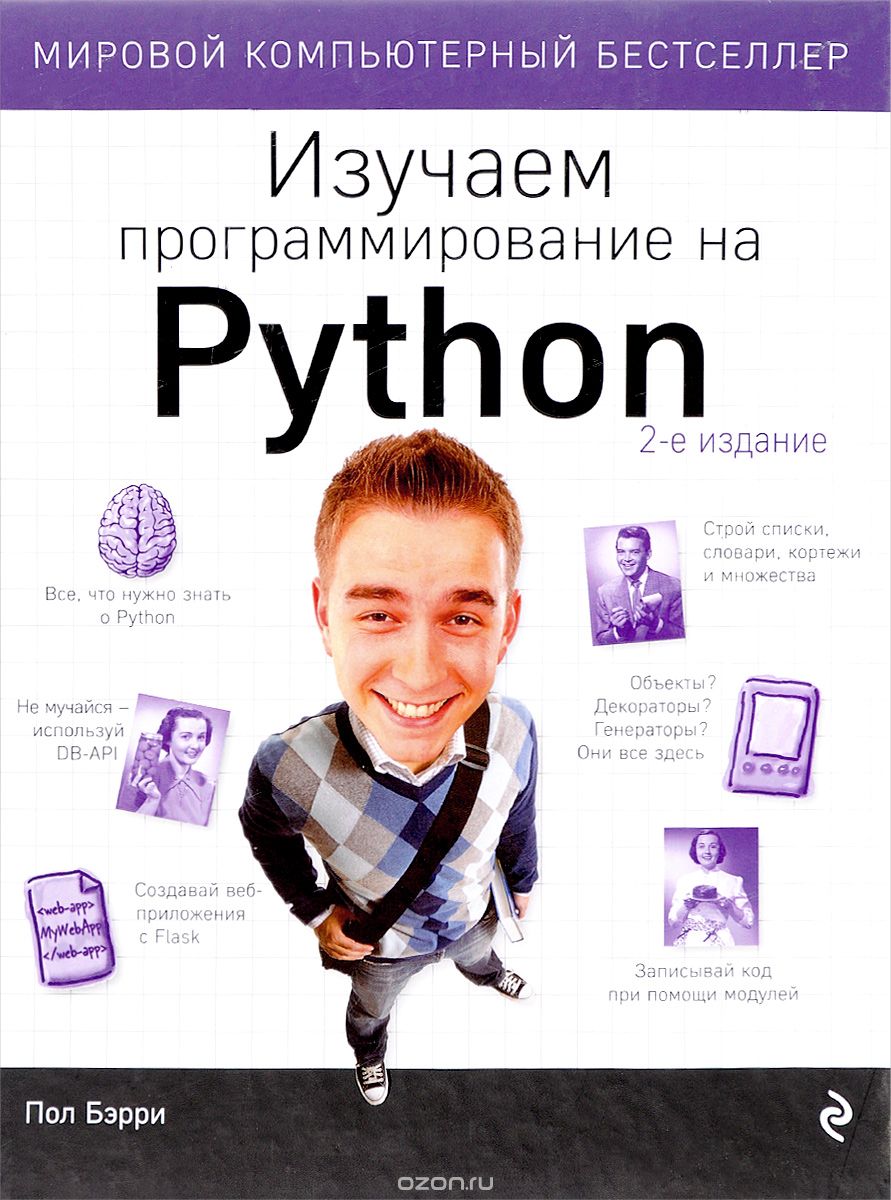 МИРОВОЙ КОМПЬЮТЕРНЫЙ БЕСТСЕЛЛЕР
Изучаем
программирование на
Python
2-е издание
Все, что нужно знать
о Python
Строй списки,
словари, кортежи
и множества
Не мучайся –
используй
DB-API
Объекты?
Декораторы?
Генераторы?
Они все здесь
Создавай веб-
приложения
с Flask
<web-app>
MyWebApp
</web-app>
Записывай код
при помощи модулей
Пол Бэрри
ozon.ru